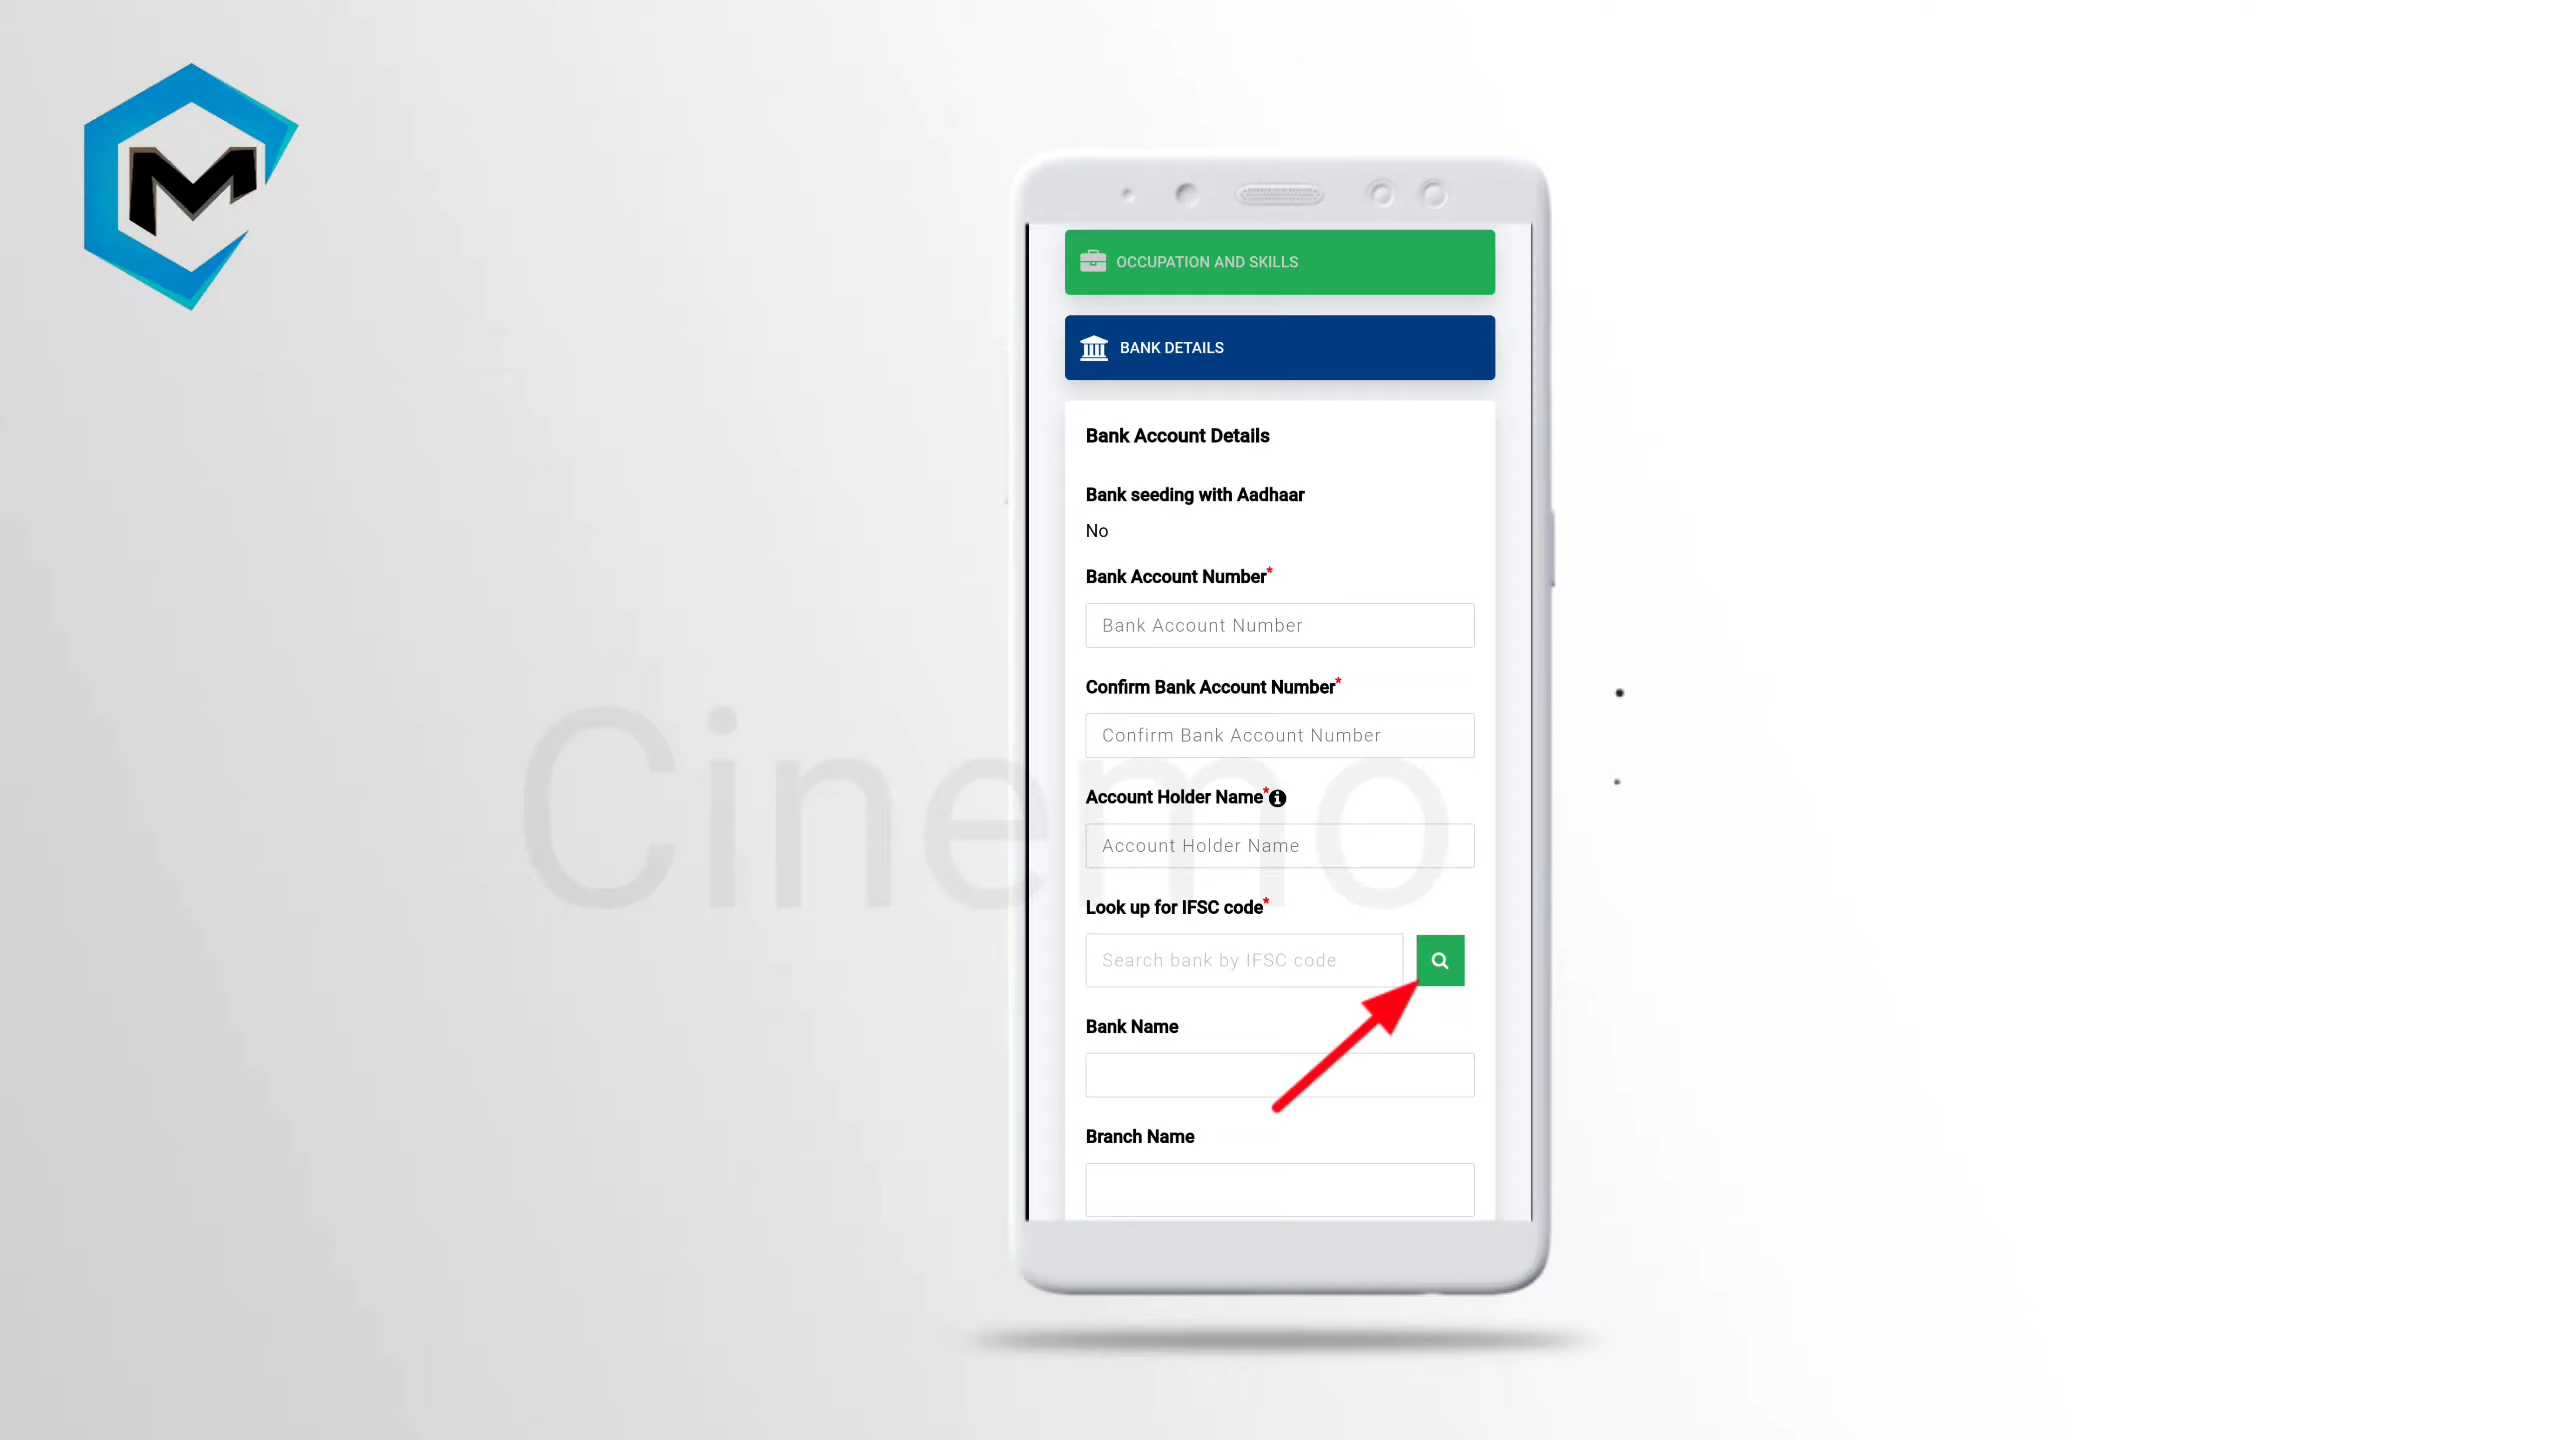 OCCUPATION AND SKILLS
BANK DETAILS
Bank Account Details
Bank seeding with Aadhaar
No
Bank Account Number*
Bank Account Number
Confirm Bank Account Number*
Confirm Bank Account Number
Account Holder Name*
Account Holder Name
Look up for IFSC code*
Search bank by IFSC code
Bank Name
Branch Name
Cinemo
M